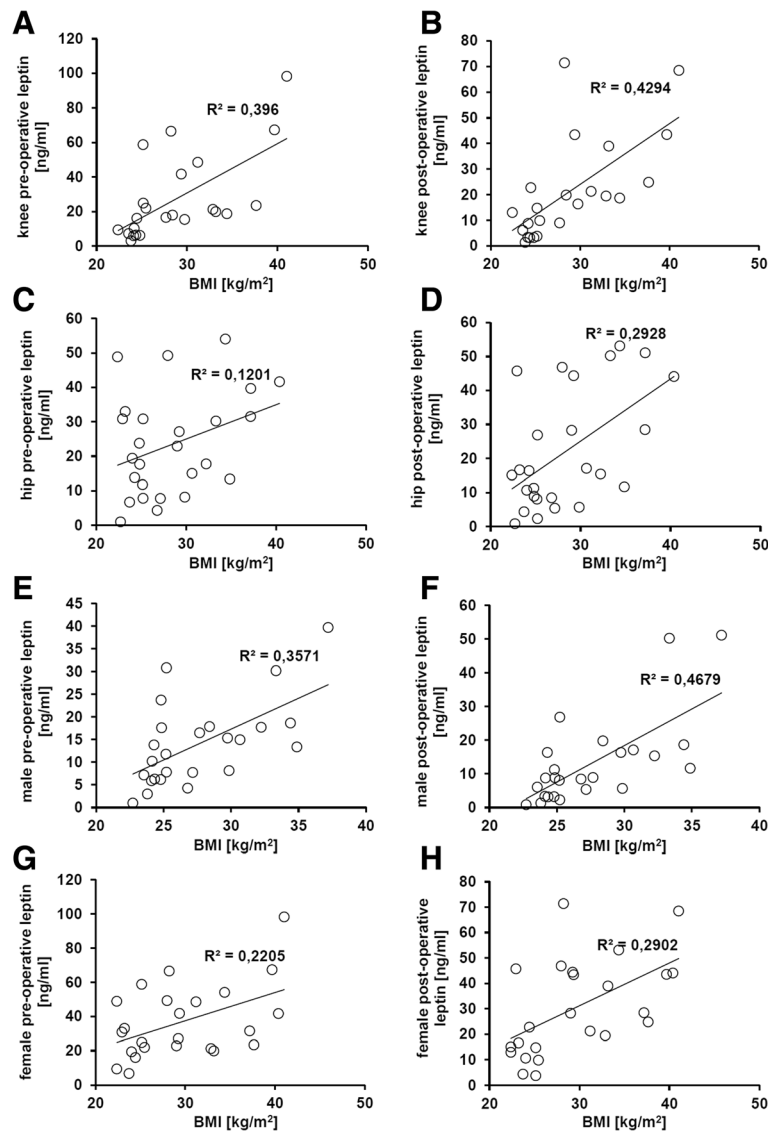 A
knee pre-operative leptin
[ng/ml]
120
100
80
60
40
20
0
R² = 0,396
20 30 40 50
BMI [kg/m²]
B
knee post-operative leptin
[ng/ml]
80
70
60
50
40
30
20
10
0
R² = 0,4294
20 30 40 50
BMI [kg/m²]
C
hip pre-operative leptin
[ng/ml]
60
50
40
30
20
10
0
R² = 0,1201
20 30 40 50
BMI [kg/m²]
D
hip post-operative leptin
[ng/ml]
60
50
40
30
20
10
0
R² = 0,2928
20 30 40 50
BMI [kg/m²]
E
male pre-operative leptin
[ng/ml]
45
40
35
30
25
20
15
10
5
0
R² = 0,3571
20 25 30 35 40
BMI [kg/m²]
F
male post-operative leptin
[ng/ml]
60
50
40
30
20
10
0
R² = 0,4679
20 25 30 35 40
BMI [kg/m²]
G
female pre-operative leptin
[ng/ml]
120
100
80
60
40
20
0
R² = 0,2205
20 30 40 50
BMI [kg/m²]
H
female post-operative
leptin [ng/ml]
80
70
60
50
40
30
20
10
0
R² = 0,2902
20 30 40 50
BMI [kg/m²]